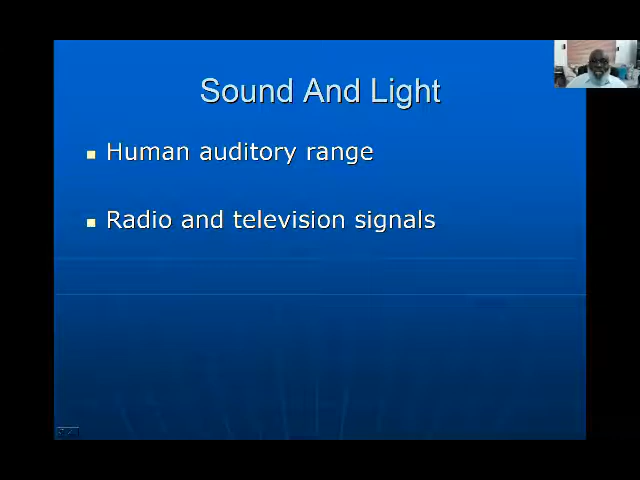 Sound And Light
Human auditory range
Radio and television signals